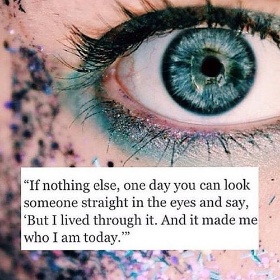 “If nothing else, one day you can look
someone straight in the eyes and say,
‘But I lived through it. And it made me
who I am today.’”